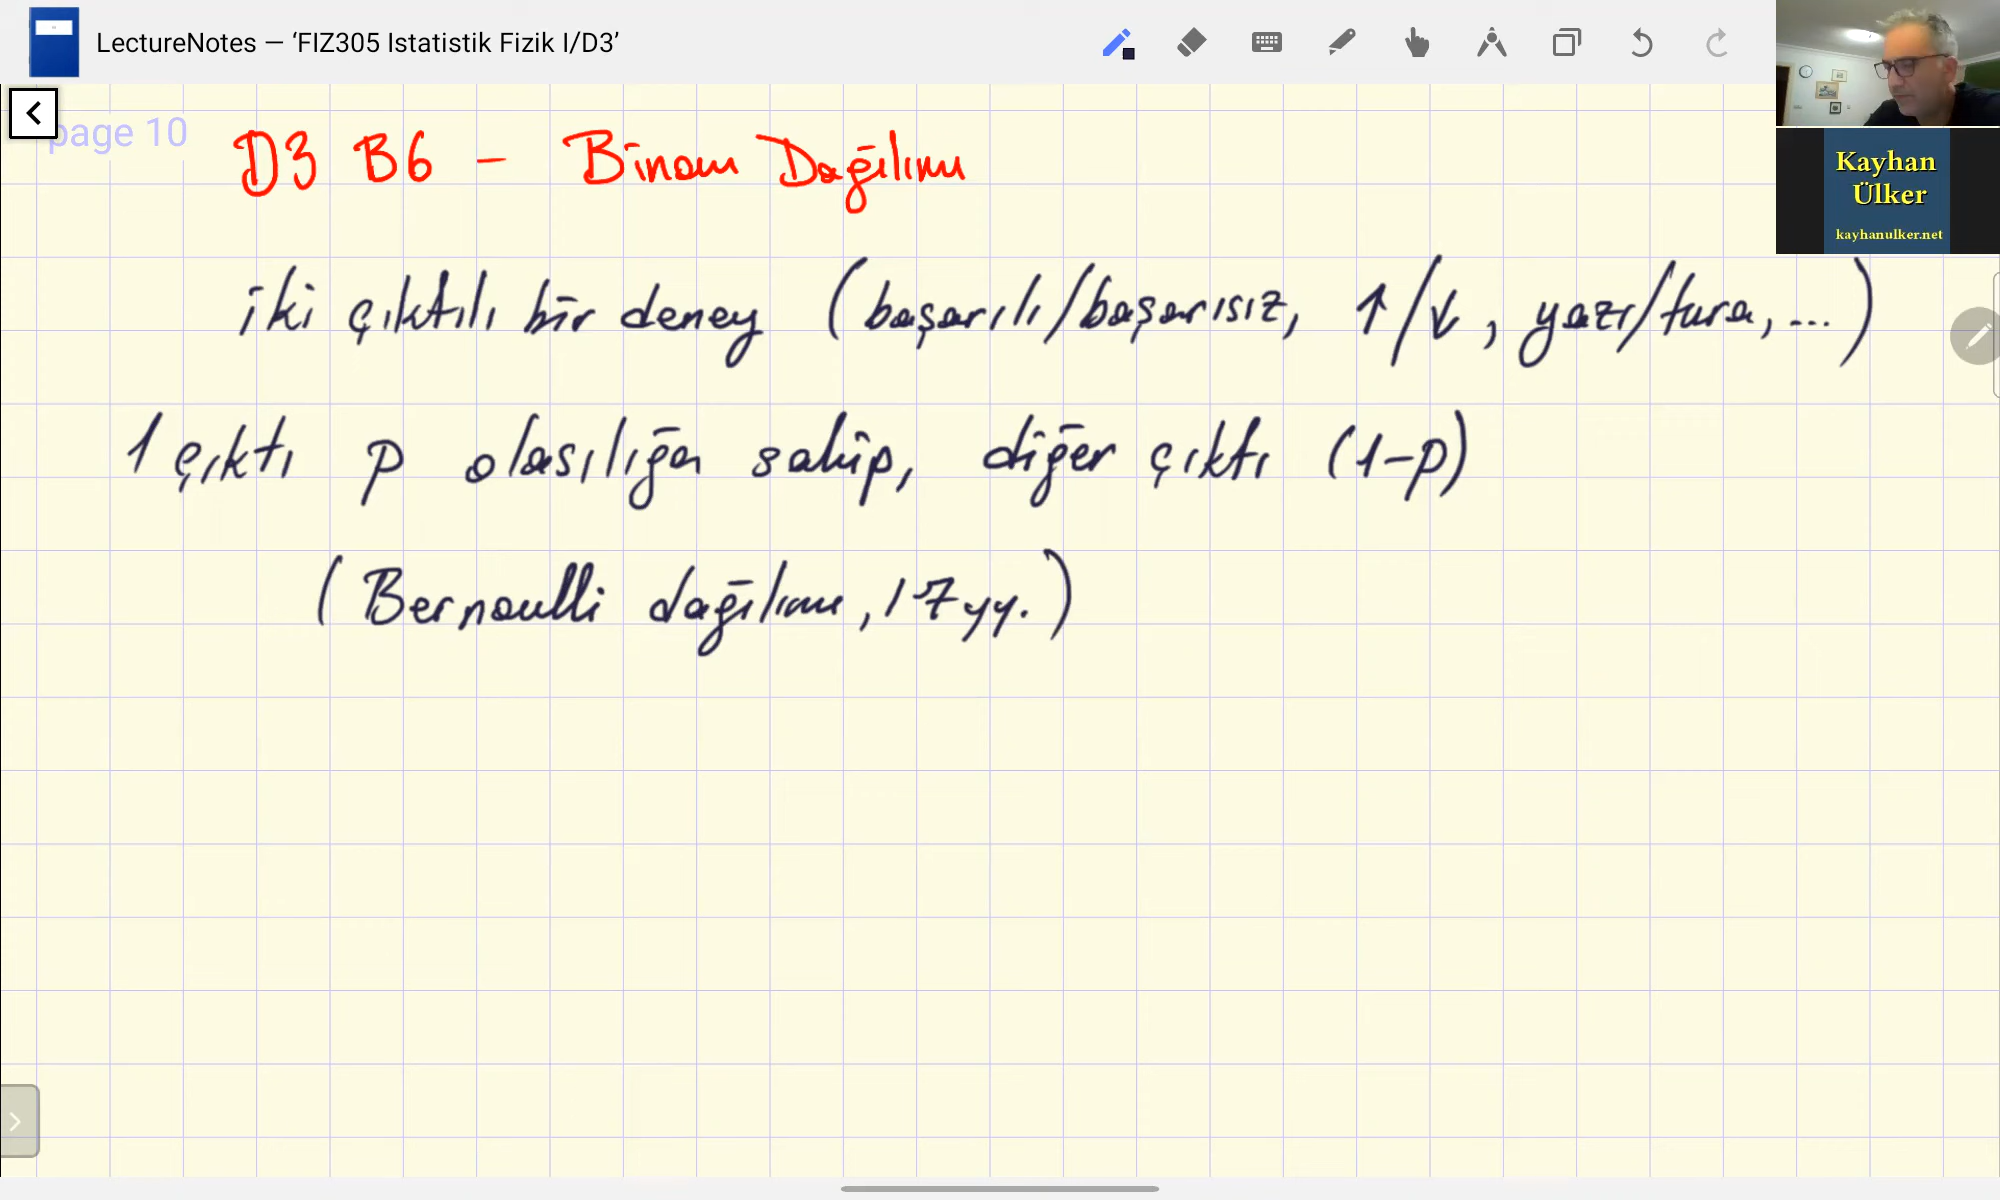 LectureNotes — ‘FIZ305 Istatistik Fizik I/D3’
page 10
D3 B6 - Binom Dağılımı
iki çıktılı bir deney (başarılı/başarısız, ↑/↓, yazı/tura, ...)
1 çıktı p olasılığa sahip, diğer çıktı (1-p)
(Bernoulli dağılımı, 17yy.)
Kayhan
Ülker
kayhanulker.net